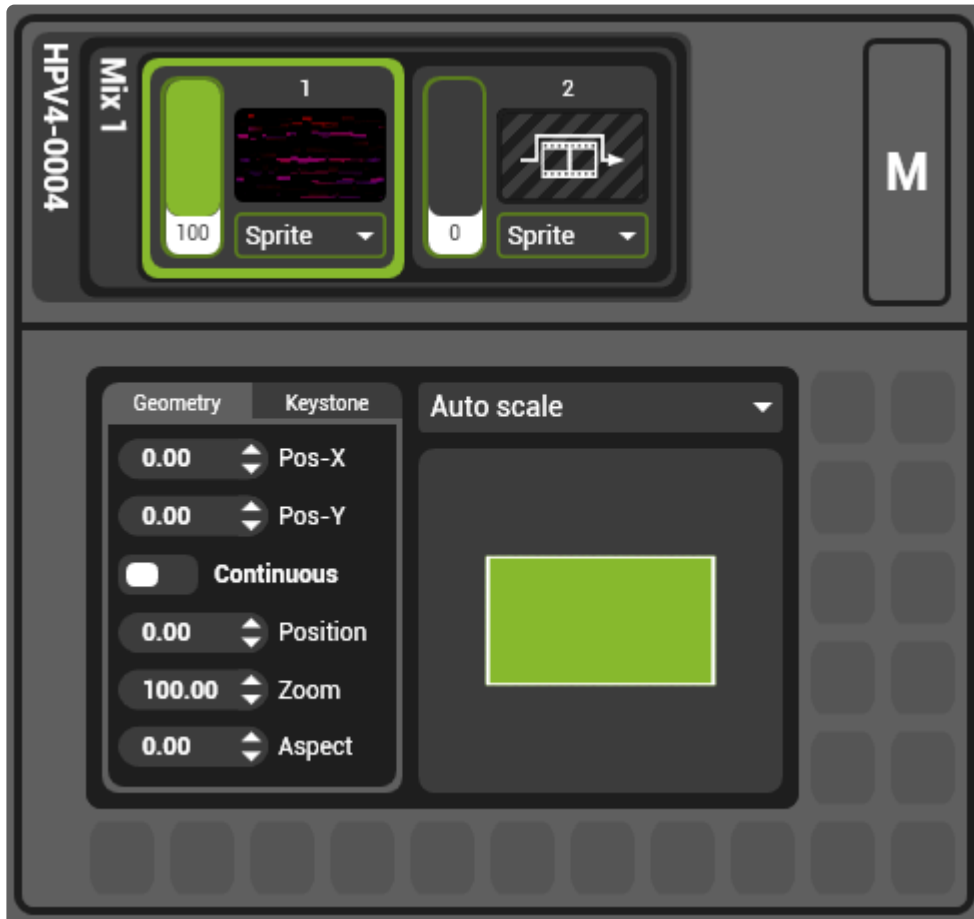 HPV4-0004
Mix 1
1
100
Sprite
2
0
Sprite
M
Geometry
Keystone
0.00 Pos-X
0.00 Pos-Y
Continuous
0.00 Position
100.00 Zoom
0.00 Aspect
Auto scale